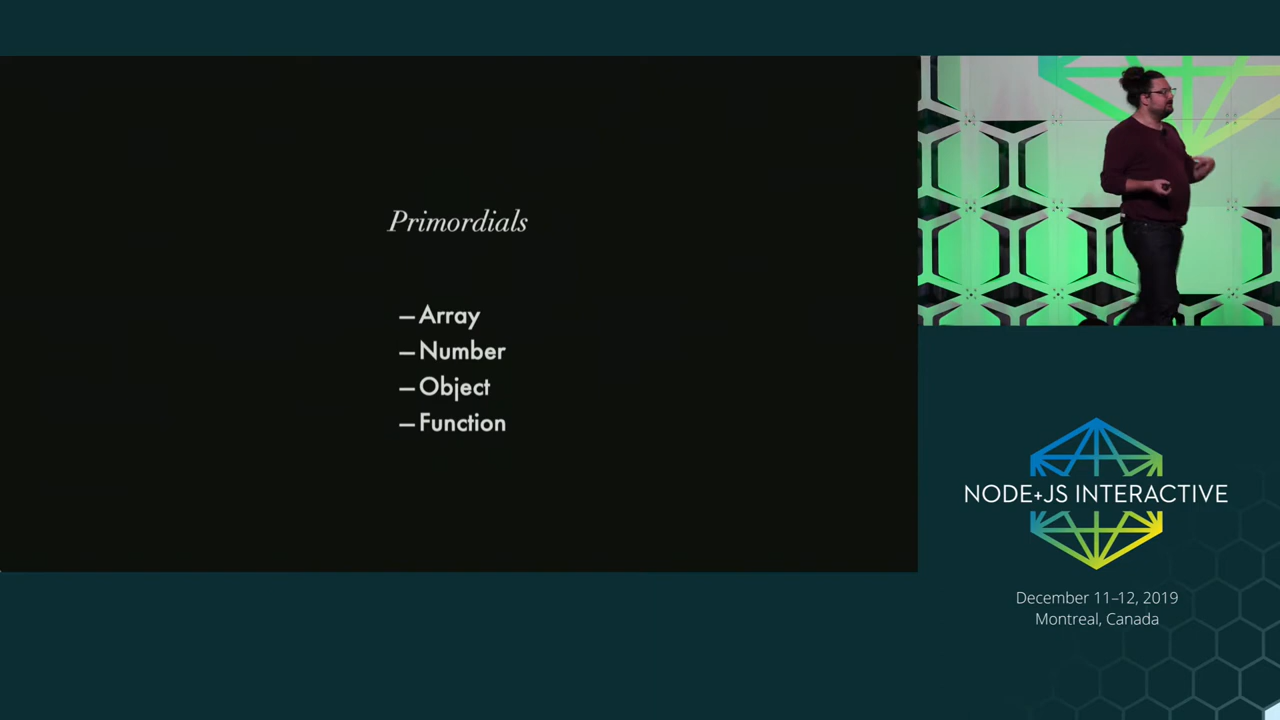 Primordials
—Array
—Number
—Object
—Function
NODE+JS INTERACTIVE
December 11–12, 2019
Montreal, Canada